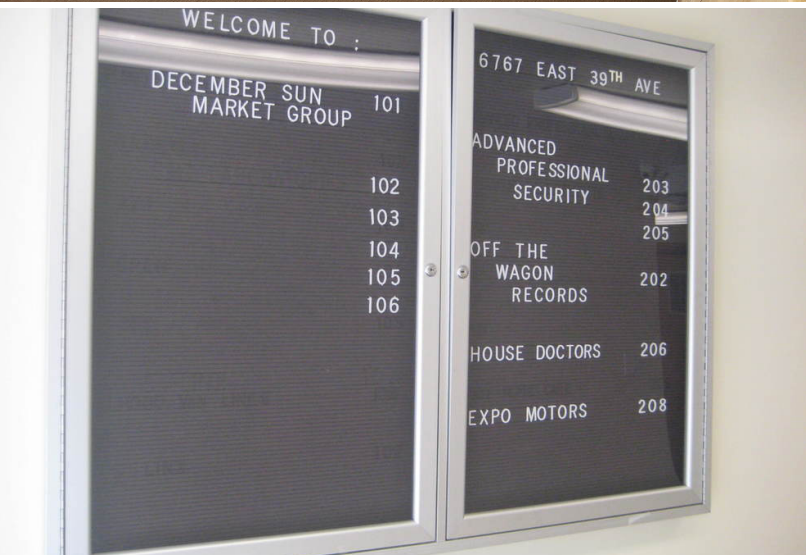 WELCOME TO :
DECEMBER SUN 101
MARKET GROUP
102
103
104
105
106
6767 EAST 39TH AVE
ADVANCED
PROFESSIONAL 203
SECURITY 204
205
OFF THE
WAGON 202
RECORDS
HOUSE DOCTORS 206
EXPO MOTORS 208